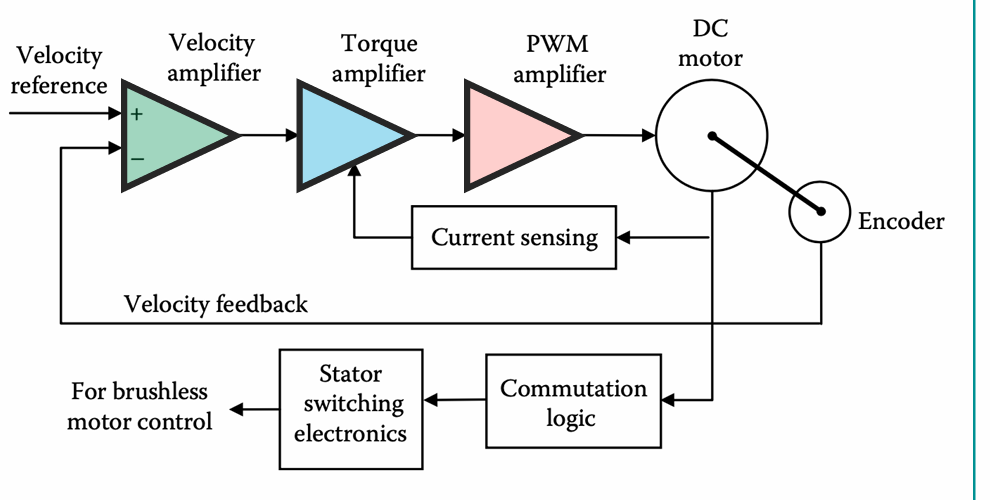 Velocity
reference
Velocity
amplifier
Torque
amplifier
PWM
amplifier
DC
motor
+
−
Encoder
Current sensing
Velocity feedback
For brushless
motor control
Stator
switching
electronics
Commutation
logic